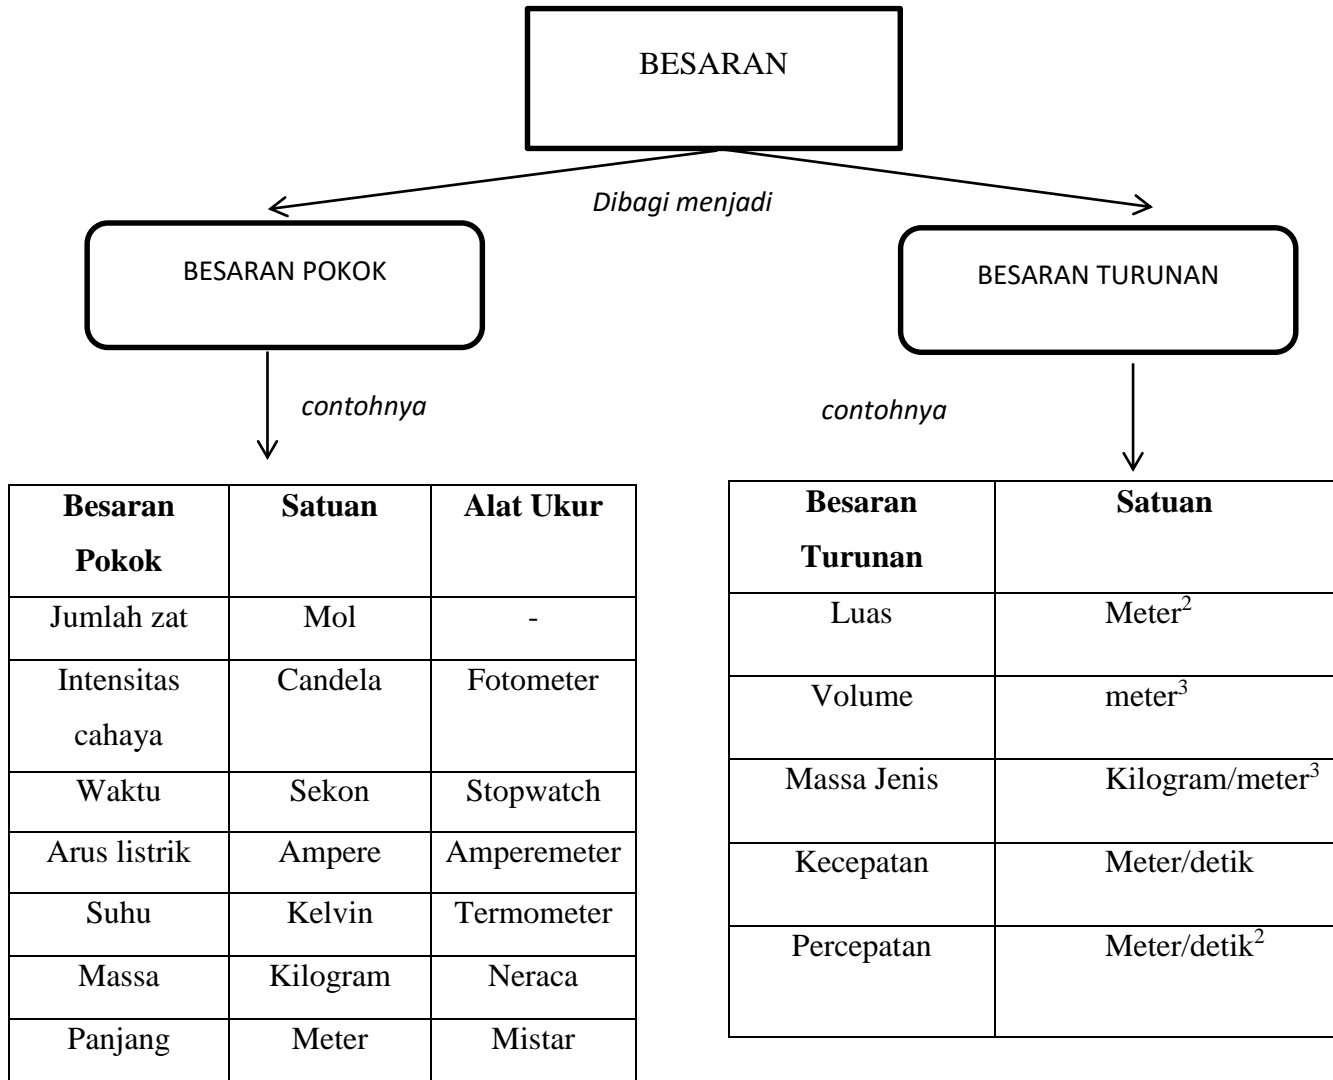 BESARAN
Dibagi menjadi
BESARAN POKOK
BESARAN TURUNAN
contohnya
contohnya
Besaran Pokok Satuan Alat Ukur
Jumlah zat Mol -
Intensitas cahaya Candela Fotometer
Waktu Sekon Stopwatch
Arus listrik Ampere Amperemeter
Suhu Kelvin Termometer
Massa Kilogram Neraca
Panjang Meter Mistar
Besaran Turunan Satuan
Luas Meter²
Volume meter³
Massa Jenis Kilogram/meter³
Kecepatan Meter/detik
Percepatan Meter/detik²